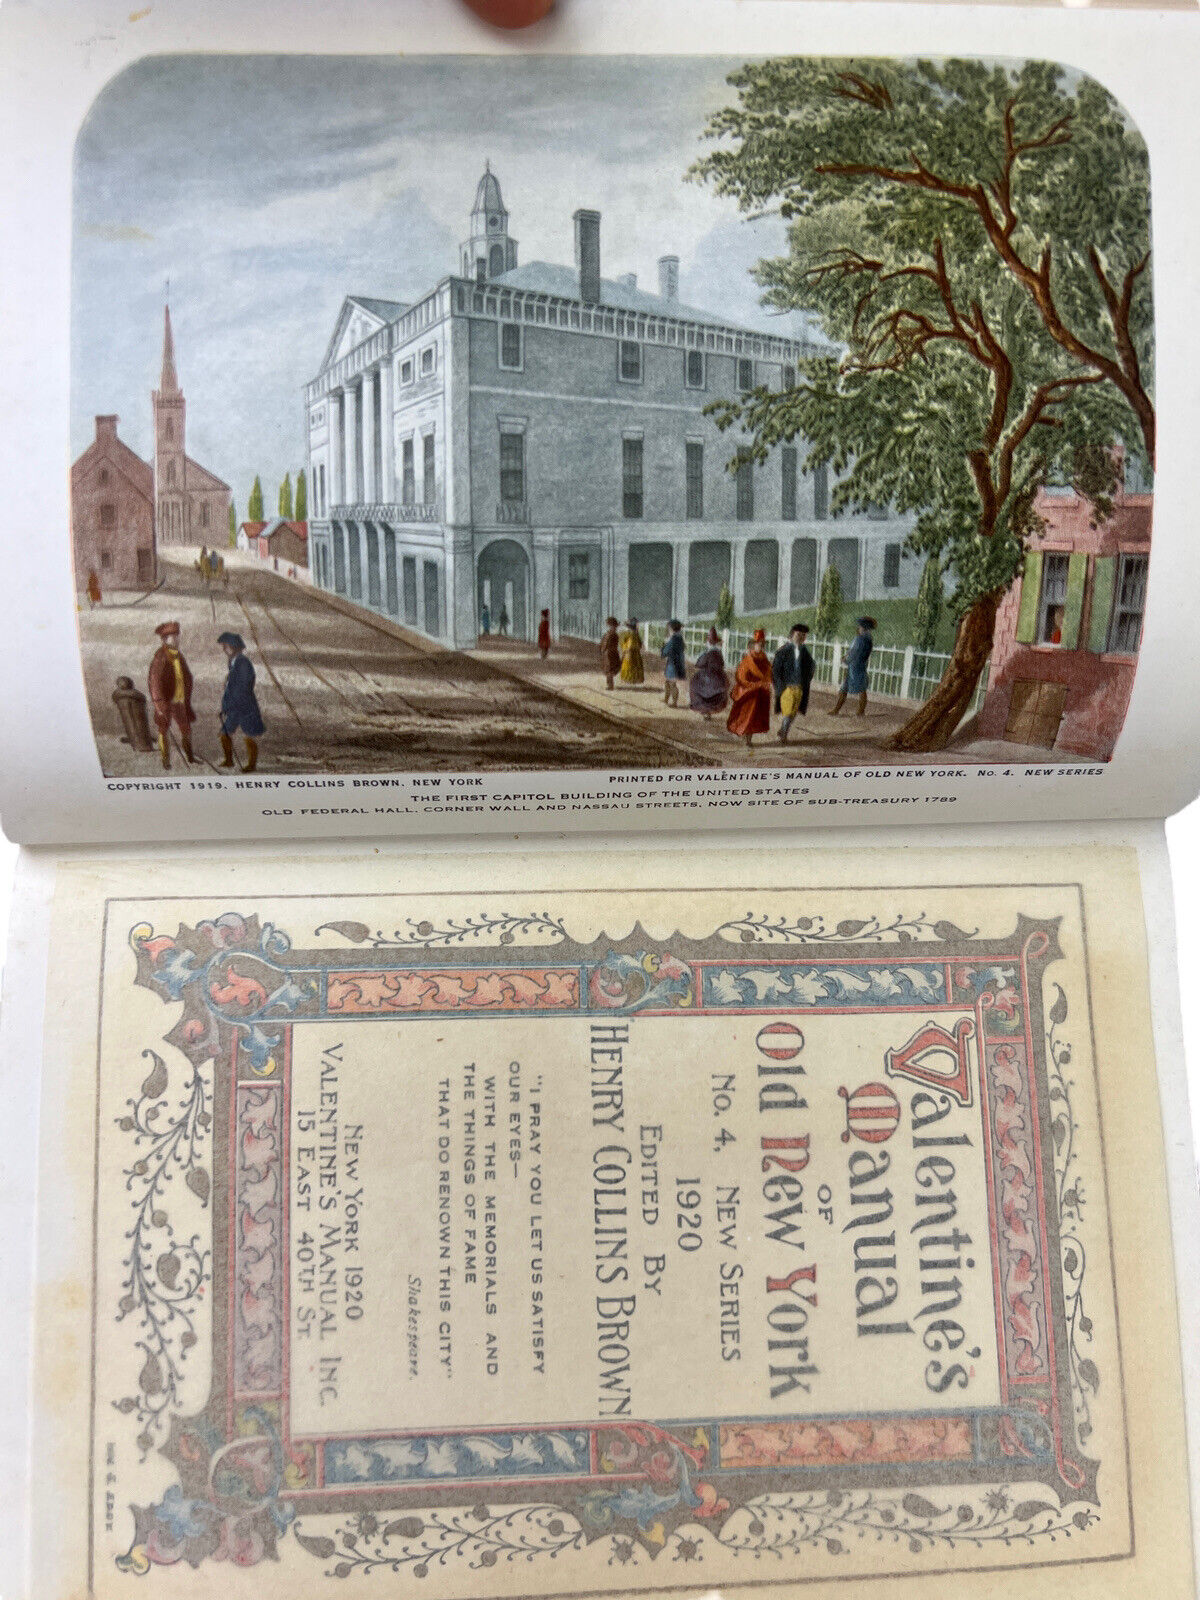 COPYRIGHT 1919, HENRY COLLINS BROWN, NEW YORK
PRINTED FOR VALENTINE'S MANUAL OF OLD NEW YORK. No. 4. NEW SERIES
THE FIRST CAPITOL BUILDING OF THE UNITED STATES
OLD FEDERAL HALL, CORNER WALL AND NASSAU STREETS, NOW SITE OF SUB-TREASURY 1789
Valentine's
Manual
OF
Old New York
No. 4, New Series
1920
Edited By
Henry Collins Brown
"I PRAY YOU LET US SATISFY
OUR EYES—
WITH THE MEMORIALS AND
THE THINGS OF FAME
THAT DO RENOWN THIS CITY"
Shakespeare.
New York 1920
Valentine's Manual Inc.
15 East 40th St.